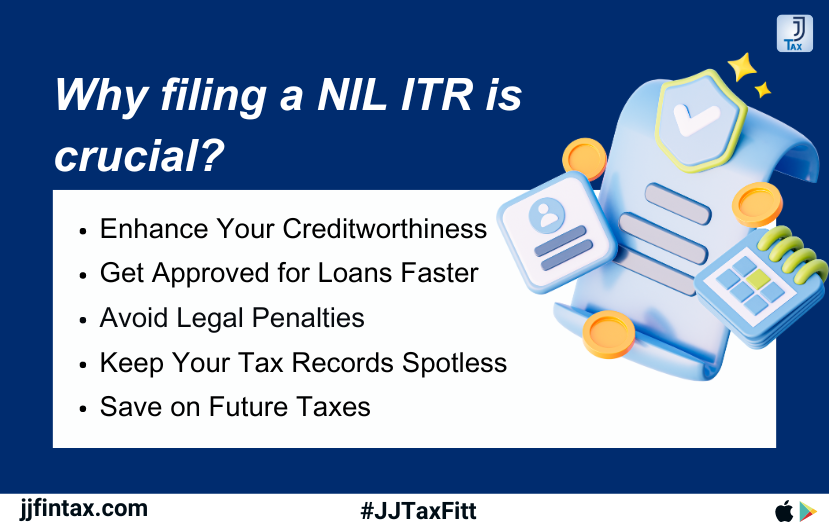 J
TAX
Why filing a NIL ITR is
crucial?
• Enhance Your Creditworthiness
• Get Approved for Loans Faster
• Avoid Legal Penalties
• Keep Your Tax Records Spotless
• Save on Future Taxes
jjfintax.com
#JJTaxFitt